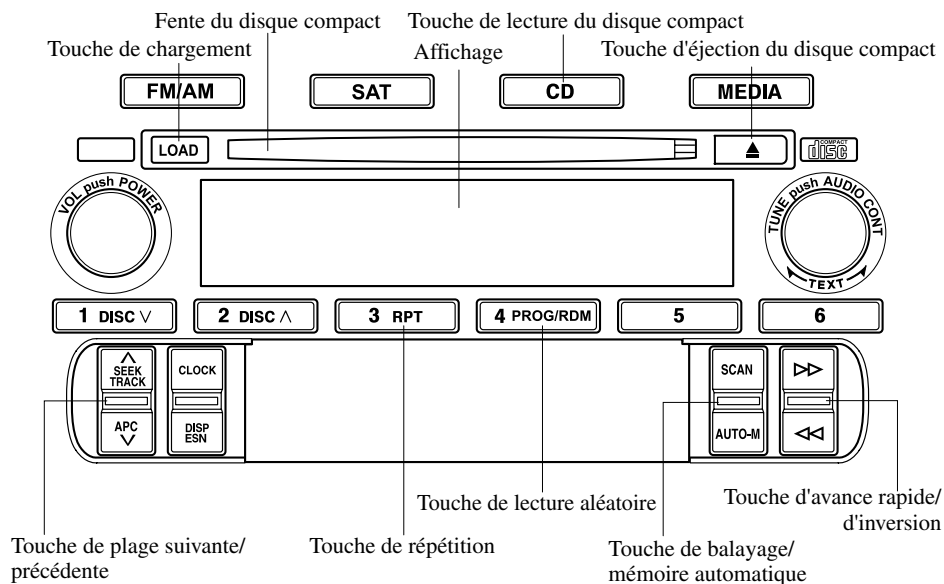 Fente du disque compact
Touche de lecture du disque compact
Touche de chargement
Affichage
Touche d'éjection du disque compact
FM/AM
SAT
CD
MEDIA
LOAD
COMPACT
disc
VOL push POWER
TUNE push AUDIO CONT
TEXT
1 DISC ∨
2 DISC ∧
3 RPT
4 PROG/RDM
5
6
SEEK
TRACK
CLOCK
SCAN
APC
DISP
ESN
AUTO-M
Touche de lecture aléatoire
Touche d'avance rapide/
d'inversion
Touche de plage suivante/
précédente
Touche de répétition
Touche de balayage/
mémoire automatique